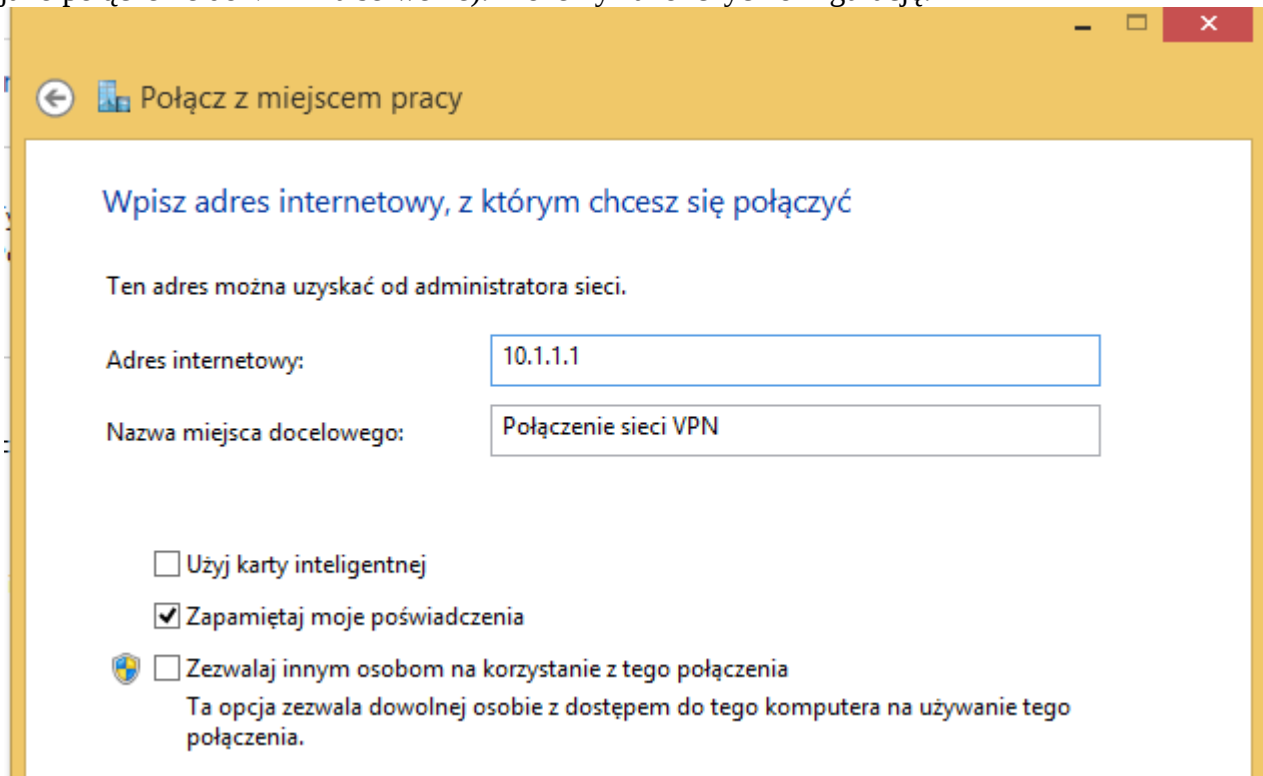 Połącz z miejscem pracy
Wpisz adres internetowy, z którym chcesz się połączyć
Ten adres można uzyskać od administratora sieci.
Adres internetowy: 10.1.1.1
Nazwa miejsca docelowego: Połączenie sieci VPN
Użyj karty inteligentnej
Zapamiętaj moje poświadczenia
Zezwalaj innym osobom na korzystanie z tego połączenia
Ta opcja zezwala dowolnej osobie z dostępem do tego komputera na używanie tego
połączenia.